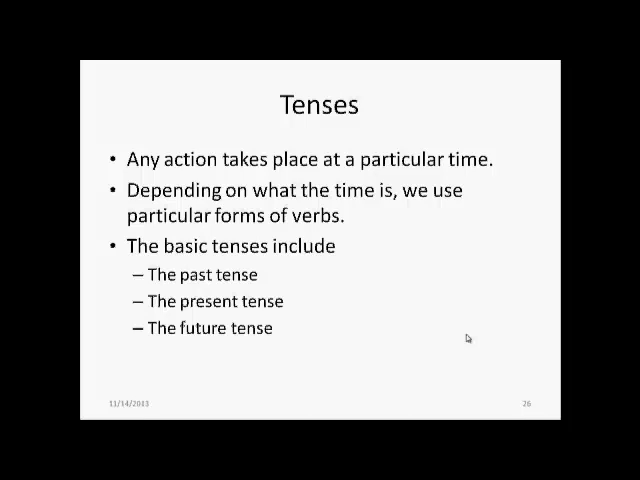 Tenses
• Any action takes place at a particular time.
• Depending on what the time is, we use
particular forms of verbs.
• The basic tenses include
– The past tense
– The present tense
– The future tense
11/14/2013
26